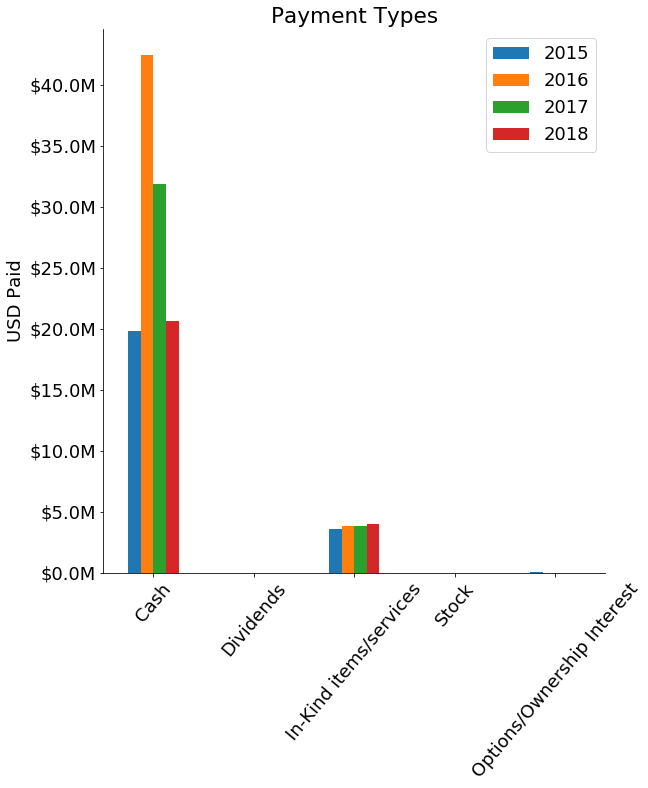 Payment Types
2015
2016
2017
2018
USD Paid
$40.0M
$35.0M
$30.0M
$25.0M
$20.0M
$15.0M
$10.0M
$5.0M
$0.0M
Cash
Dividends
In-Kind items/services
Stock
Options/Ownership Interest